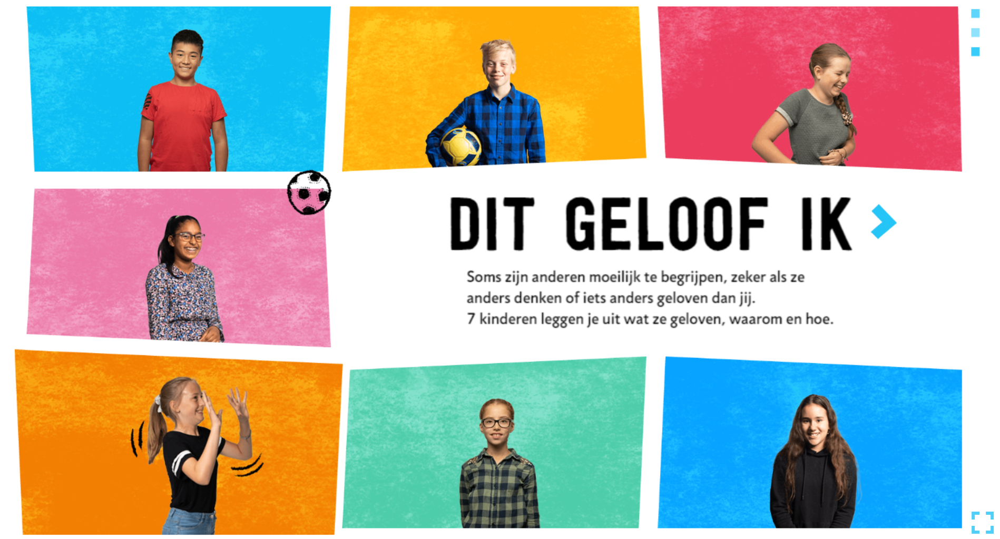 DIT GELOOF IK
Soms zijn anderen moeilijk te begrijpen, zeker als ze
anders denken of iets anders geloven dan jij.
7 kinderen leggen je uit wat ze geloven, waarom en hoe.